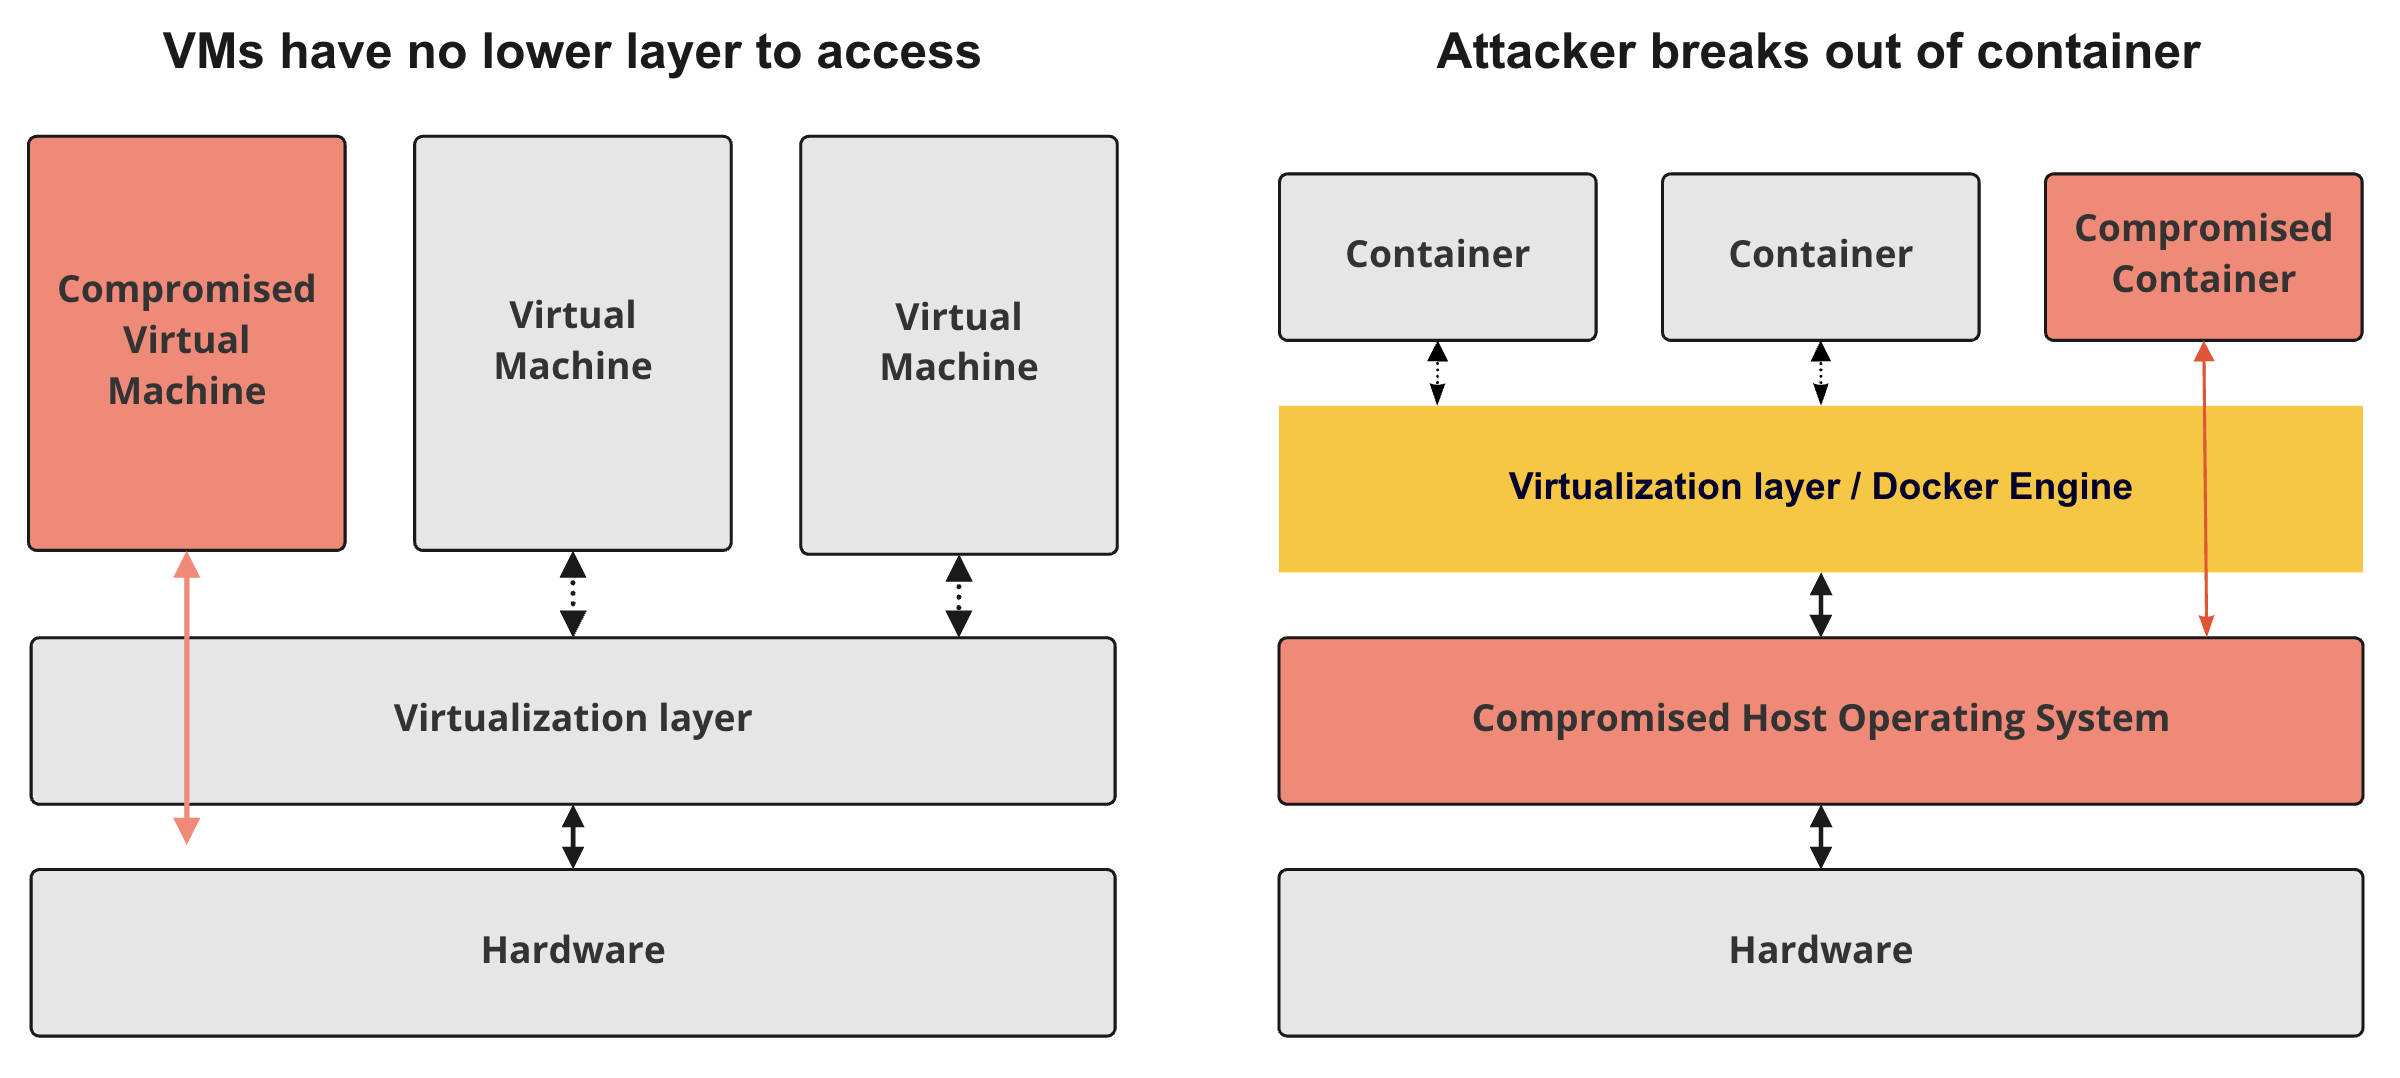 VMs have no lower layer to access
Compromised
Virtual
Machine
Virtual
Machine
Virtual
Machine
Virtualization layer
Hardware
Attacker breaks out of container
Container
Container
Compromised
Container
Virtualization layer / Docker Engine
Compromised Host Operating System
Hardware